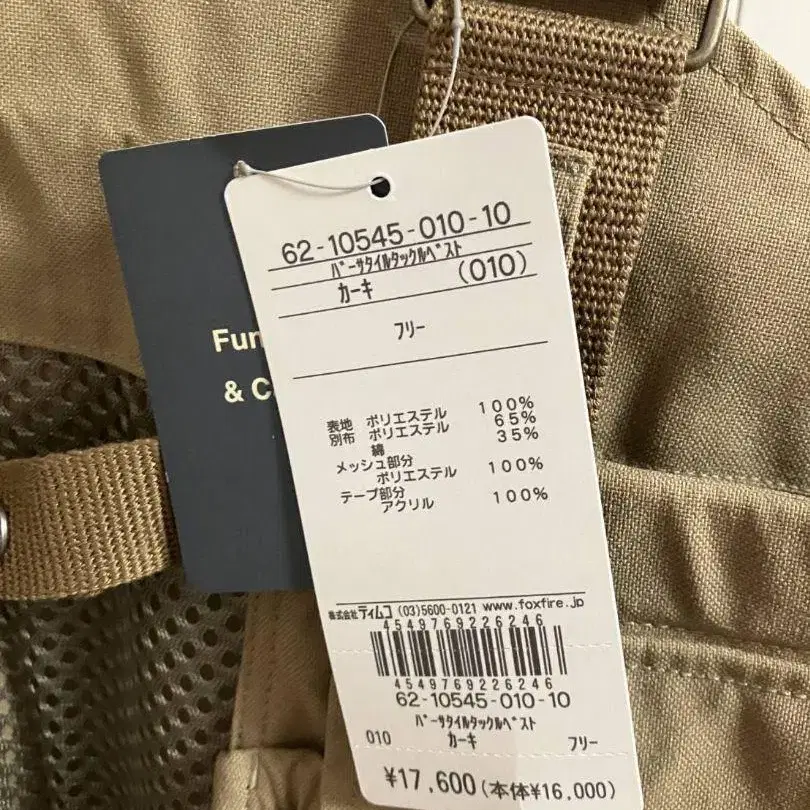 Fun
& C
62-10545-010-10
ﾊﾞｰｻﾀｲﾙﾀｯｸﾙﾍﾞｽﾄ
ｶｰｷ (010)
ﾌﾘｰ
表地 ポリエステル 100%
別布 ポリエステル 65%
綿 35%
メッシュ部分
ポリエステル 100%
テープ部分
アクリル 100%
株式会社ティムコ (03)5600-0121 www.foxfire.jp
4549769226246
4549769226246
62-10545-010-10
ﾊﾞｰｻﾀｲﾙﾀｯｸﾙﾍﾞｽﾄ
010 ｶｰｷ ﾌﾘｰ
¥17,600(本体¥16,000)